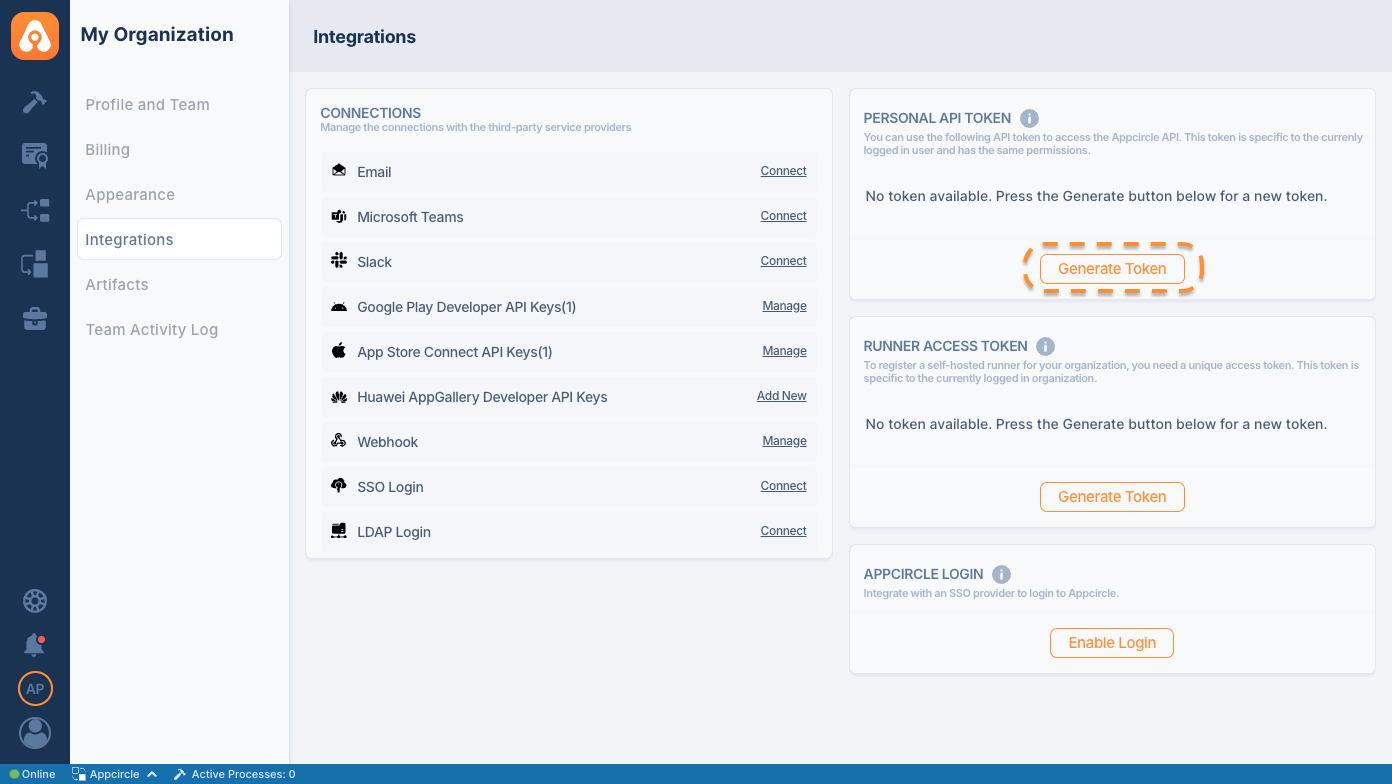 My Organization
Profile and Team
Billing
Appearance
Integrations
Artifacts
Team Activity Log
AP
Integrations
CONNECTIONS
Manage the connections with the third-party service providers
Email Connect
Microsoft Teams Connect
Slack Connect
Google Play Developer API Keys(1) Manage
App Store Connect API Keys(1) Manage
Huawei AppGallery Developer API Keys Add New
Webhook Manage
SSO Login Connect
LDAP Login Connect
PERSONAL API TOKEN i
You can use the following API token to access the Appcircle API. This token is specific to the currenly
logged in user and has the same permissions.
No token available. Press the Generate button below for a new token.
Generate Token
RUNNER ACCESS TOKEN i
To register a self-hosted runner for your organization, you need a unique access token. This token is
specific to the currently logged in organization.
No token available. Press the Generate button below for a new token.
Generate Token
APPCIRCLE LOGIN i
Integrate with an SSO provider to login to Appcircle.
Enable Login
Online Appcircle Active Processes: 0